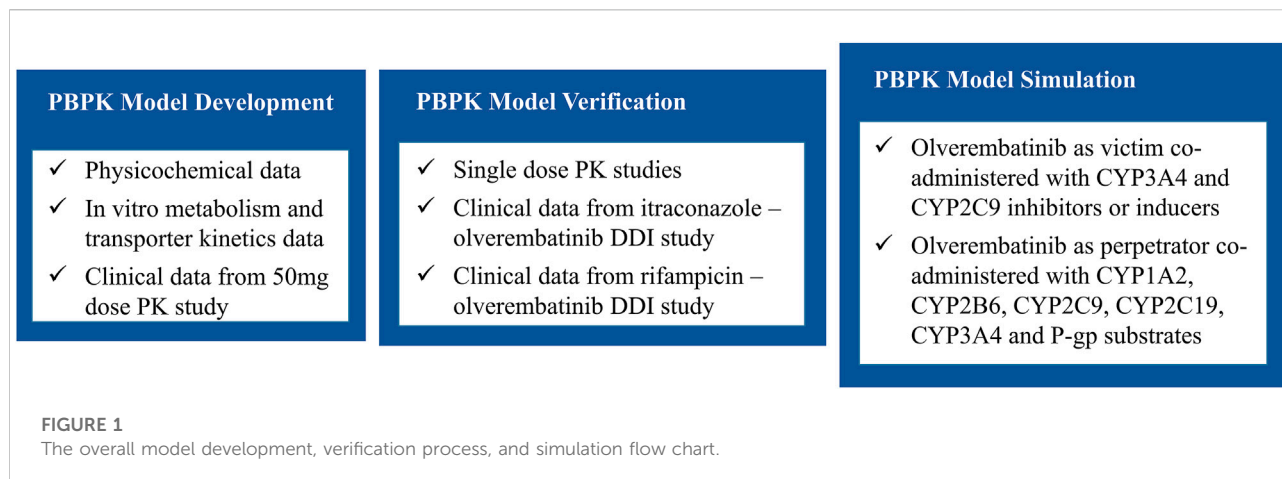 PBPK Model Development
✓ Physicochemical data
✓ In vitro metabolism and
transporter kinetics data
✓ Clinical data from 50mg
dose PK study
PBPK Model Verification
✓ Single dose PK studies
✓ Clinical data from itraconazole –
olverembatinib DDI study
✓ Clinical data from rifampicin –
olverembatinib DDI study
PBPK Model Simulation
✓ Olverembatinib as victim co-
administered with CYP3A4 and
CYP2C9 inhibitors or inducers
✓ Olverembatinib as perpetrator co-
administered with CYP1A2,
CYP2B6, CYP2C9, CYP2C19,
CYP3A4 and P-gp substrates
FIGURE 1
The overall model development, verification process, and simulation flow chart.